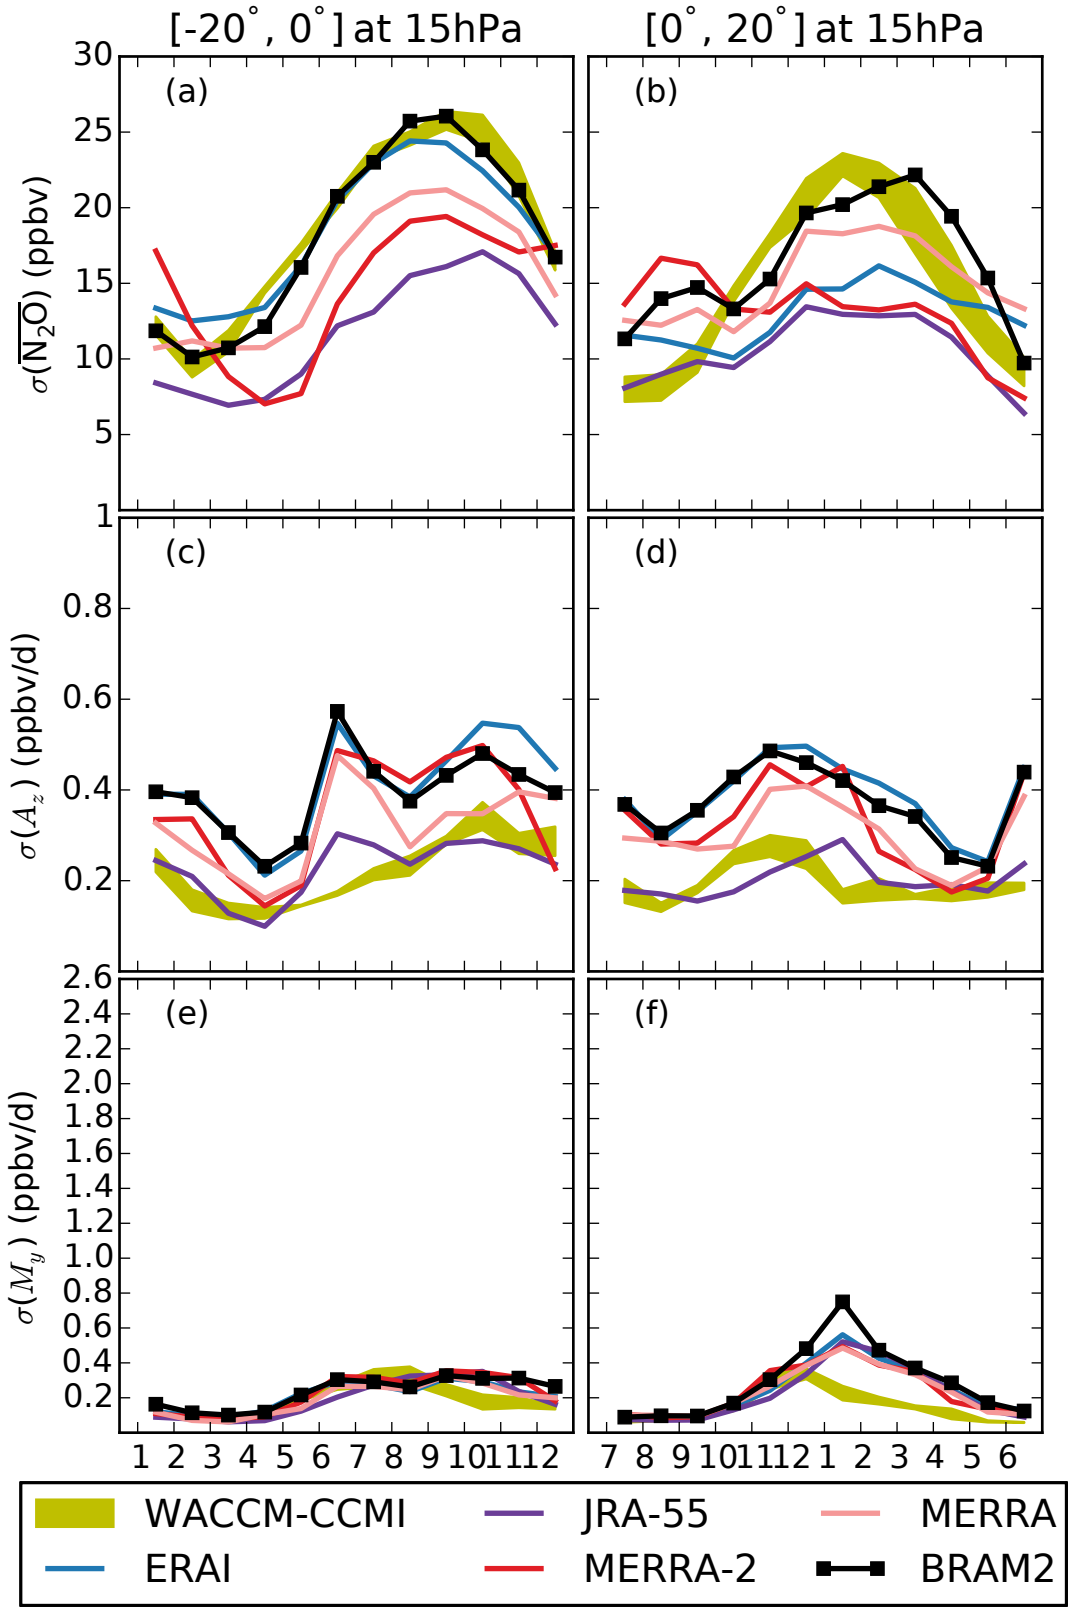 [-20°, 0°] at 15hPa [0°, 20°] at 15hPa
(a) (b)
30
25
20
15
10
5
1
σ(N₂O) (ppbv)
(c) (d)
1
0.8
0.6
0.4
0.2
σ(A_z) (ppbv/d)
(e) (f)
2.6
2.4
2.2
2.0
1.8
1.6
1.4
1.2
1.0
0.8
0.6
0.4
0.2
σ(M_y) (ppbv/d)
1 2 3 4 5 6 7 8 9 10 11 12 7 8 9 10 11 12 1 2 3 4 5 6
WACCM-CCMI JRA-55 MERRA
ERAI MERRA-2 BRAM2